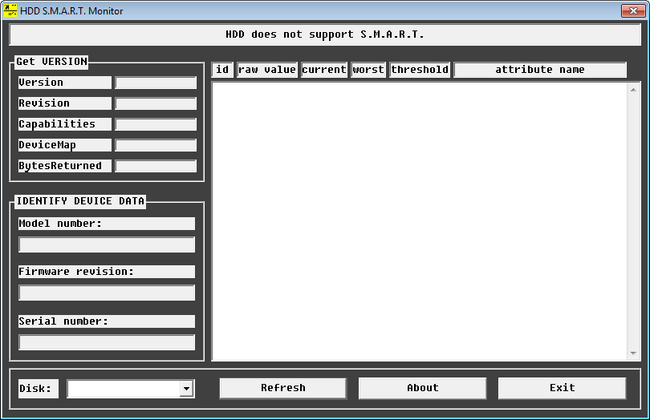 HDD S.M.A.R.T. Monitor
HDD does not support S.M.A.R.T.
Get VERSION
Version
Revision
Capabilities
DeviceMap
BytesReturned
IDENTIFY DEVICE DATA
Model number:
Firmware revision:
Serial number:
id raw value current worst threshold attribute name
Disk:
Refresh About Exit